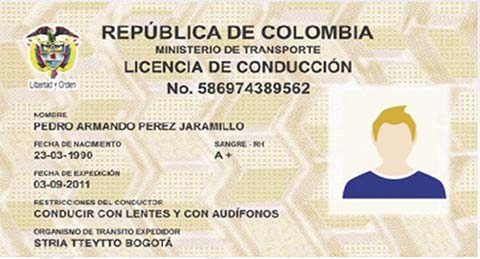 REPÚBLICA DE COLOMBIA
MINISTERIO DE TRANSPORTE
LICENCIA DE CONDUCCIÓN
No. 586974389562
Libertad y Orden
NOMBRE
PEDRO ARMANDO PEREZ JARAMILLO
FECHA DE NACIMIENTO SANGRE - RH
23-03-1990 A +
FECHA DE EXPEDICIÓN
03-09-2011
RESTRICCIONES DEL CONDUCTOR
CONDUCIR CON LENTES Y CON AUDÍFONOS
ORGANISNO DE TRÁNSITO EXPEDIDOR
STRIA TTEYTTO BOGOTÁ